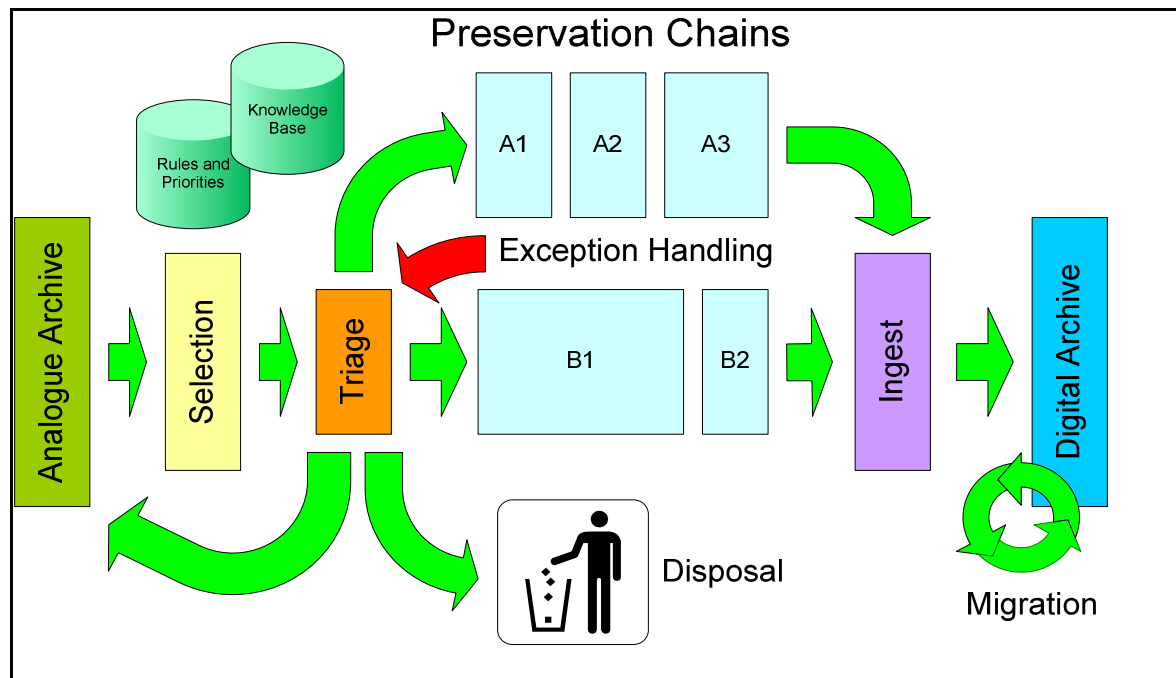 Preservation Chains
Knowledge
Base
Rules and
Priorities
A1
A2
A3
Exception Handling
Analogue Archive
Selection
Triage
B1
B2
Ingest
Digital Archive
Disposal
Migration